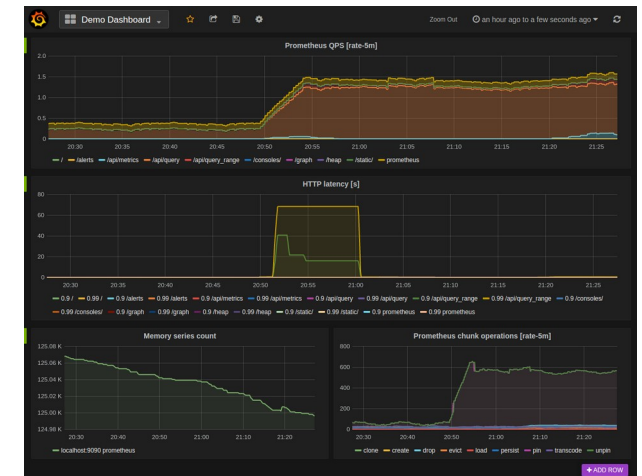 Demo Dashboard
Zoom Out
an hour ago to a few seconds ago
Prometheus QPS [rate-5m]
2.0
1.5
1.0
0.5
0
20:30 20:35 20:40 20:45 20:50 20:55 21:00 21:05 21:10 21:15 21:20 21:25
/ /alerts /api/metrics /api/query /api/query_range /consoles/ /graph /heap /static/ prometheus
HTTP latency [s]
80
60
40
20
0
20:30 20:35 20:40 20:45 20:50 20:55 21:00 21:05 21:10 21:15 21:20 21:25
0.9 / 0.99 / 0.9 /alerts 0.99 /alerts 0.9 /api/metrics 0.99 /api/metrics 0.9 /api/query 0.99 /api/query 0.9 /api/query_range 0.99 /api/query_range 0.9 /consoles/
0.99 /consoles/ 0.9 /graph 0.99 /graph 0.9 /heap 0.99 /heap 0.9 /static/ 0.99 /static/ 0.9 prometheus 0.99 prometheus
Memory series count
125.08 K
125.06 K
125.04 K
125.02 K
125.00 K
124.98 K
20:30 20:40 20:50 21:00 21:10 21:20
localhost:9090 prometheus
Prometheus chunk operations [rate-5m]
800
600
400
200
0
20:30 20:40 20:50 21:00 21:10 21:20
clone create drop evict load persist pin transcode unpin
+ ADD ROW